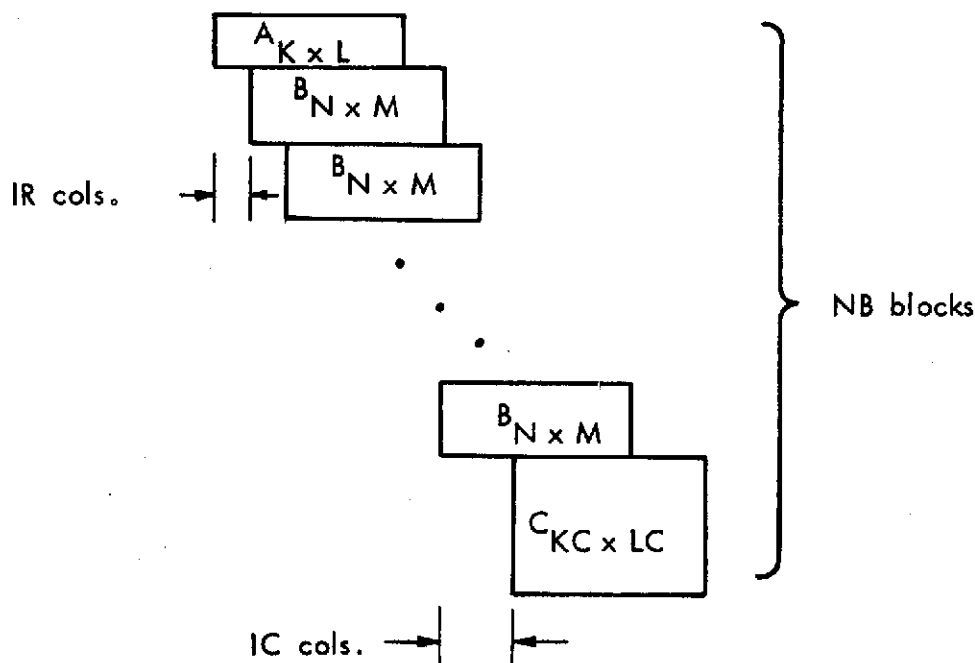 A K x L
B N x M
B N x M
IR cols.
NB blocks
B N x M
C KC x LC
IC cols.